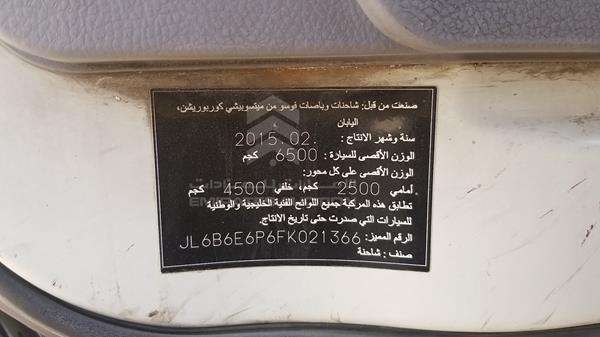 صنعت من قبل: شاحنات وباصات فوسو من ميتسوبيشي كوربوريشن،
اليابان
سنة وشهر الانتاج : 2015.02.
الوزن الأقصى للسيارة : 6500 كجم
الوزن الأقصى على كل محور:
أمامي 2500 كجم، خلفي 4500 كجم
تطابق هذه المركبة جميع اللوائح الفنية الخليجية والوطنية
للسيارات التي صدرت حتى تاريخ الانتاج.
الرقم المميز: JL6B6E6P6FK021366
صنف : شاحنة